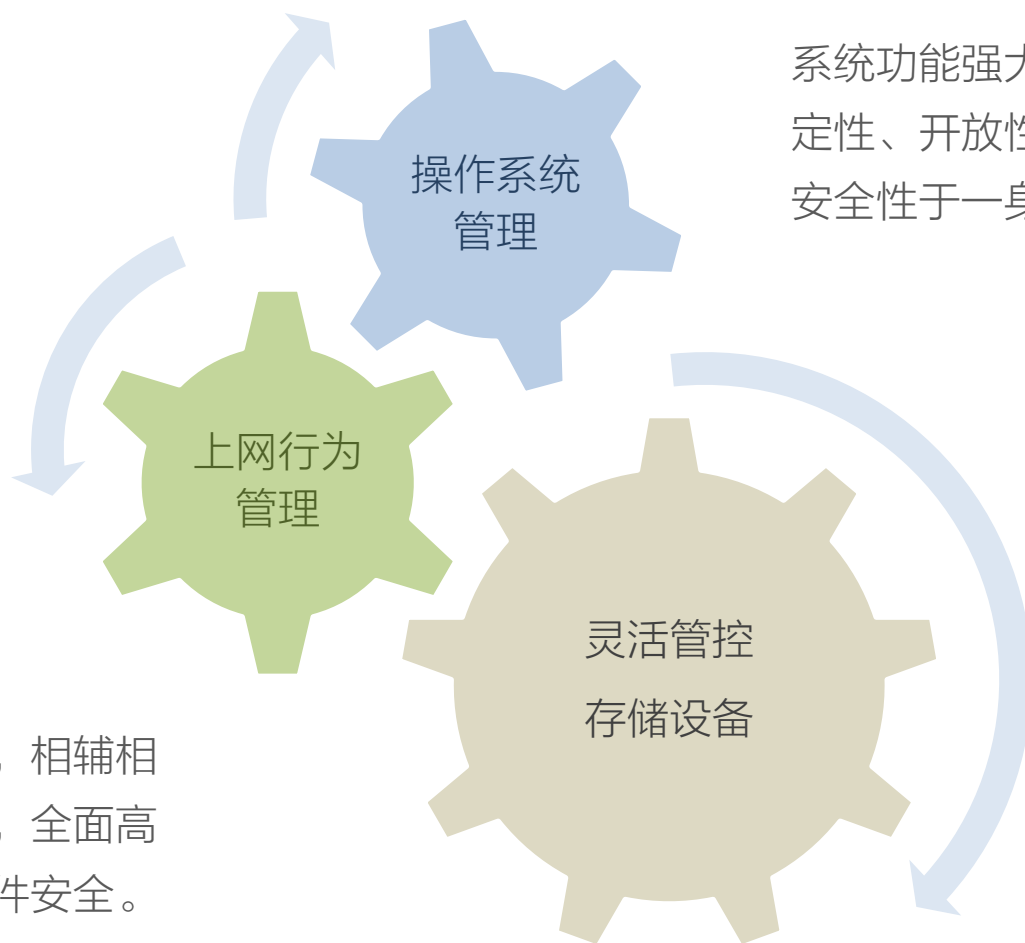 系统功能强大
定性、开放性
安全性于一身
操作系统
管理
上网行为
管理
灵活管控
存储设备
，相辅相
，全面高
件安全。